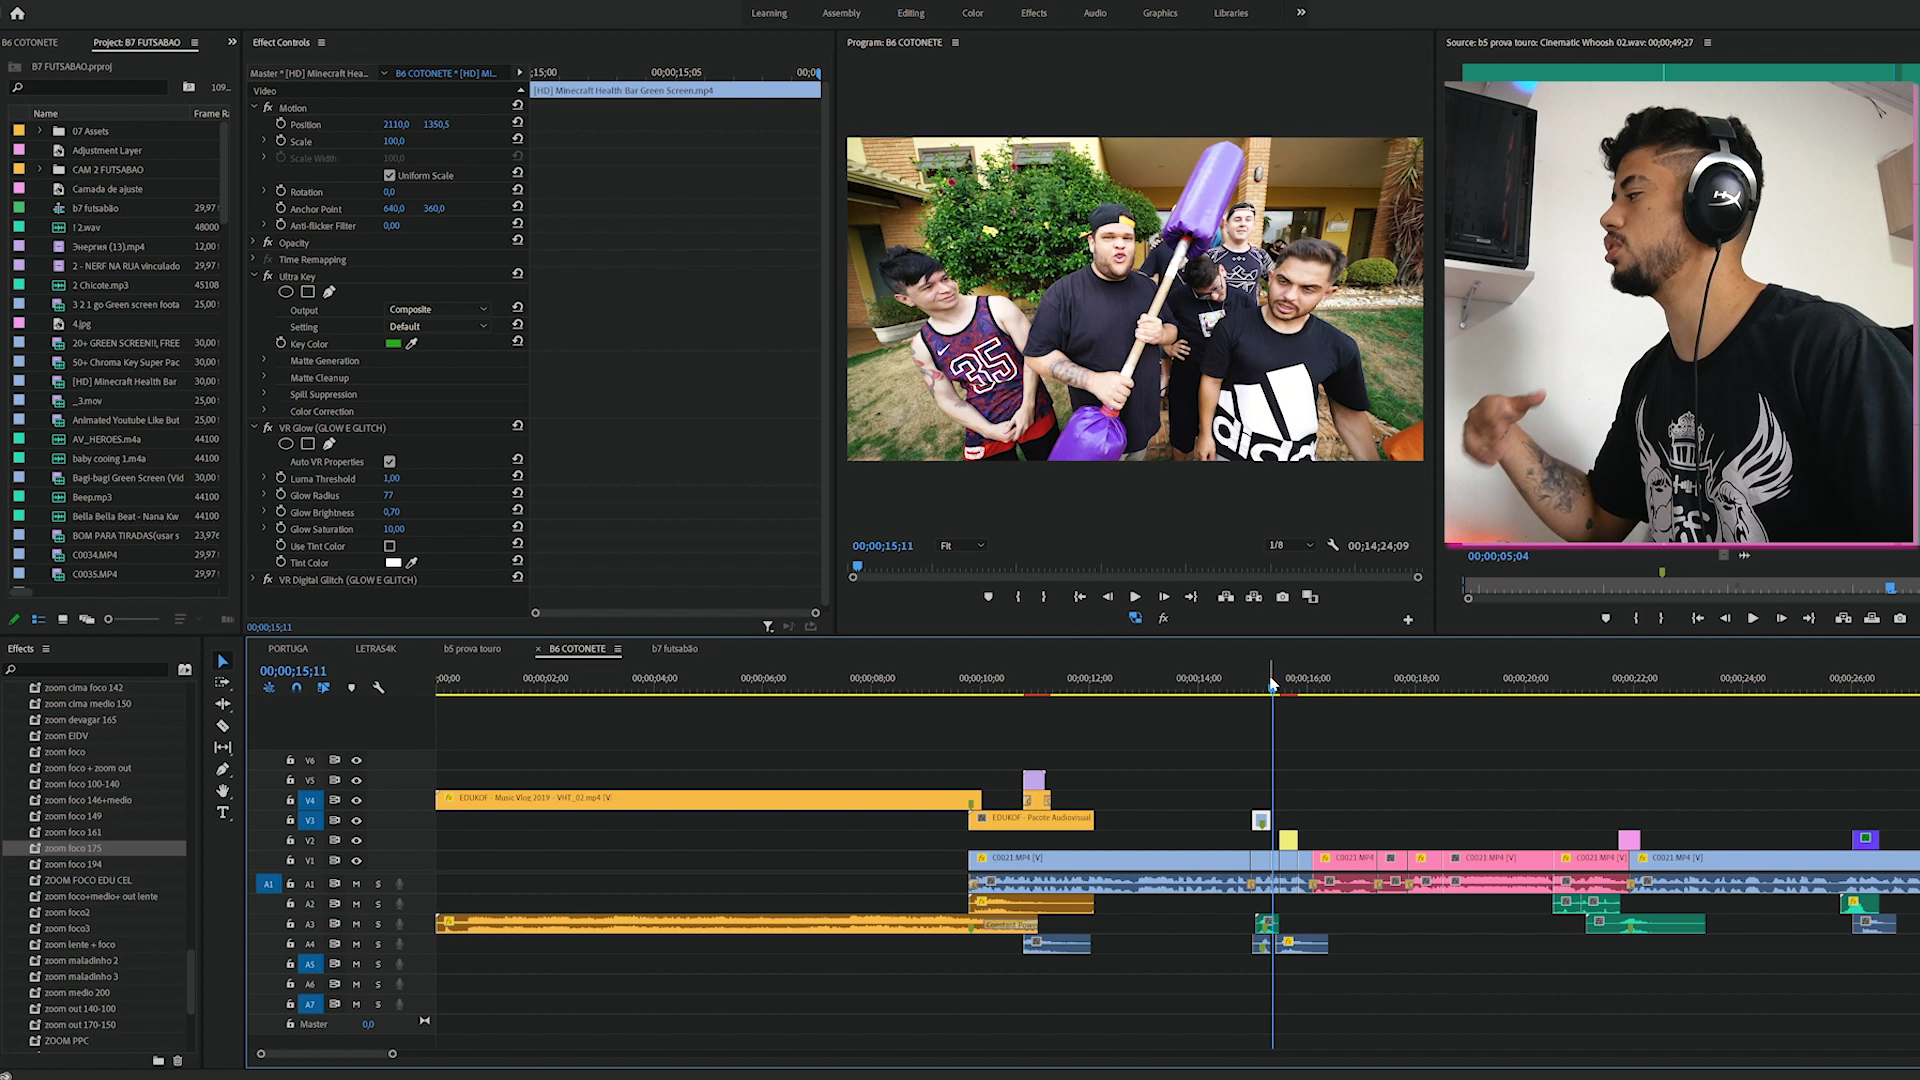 Learning Assembly Editing Color Effects Audio Graphics Libraries
B6 COTONETE Project: B7 FUTSABAO
B7 FUTSABAO.prproj
109...
Name Frame Ra
07 Assets
Adjustment Layer
CAM 2 FUTSABAO
Camada de ajuste
b7 futsabão 29,97
! 2.wav 48000
Энергия (13).mp4 12,00
2 - NERF NA RUA vinculado 29,97
2 Chicote.mp3 45108
3 2 1 go Green screen foota 25,00
4.jpg
20+ GREEN SCREEN!!, FREE 30,00
50+ Chroma Key Super Pac 30,00
[HD] Minecraft Health Bar 30,00
_3.mov 25,00
Animated Youtube Like But 25,00
AV_HEROES.m4a 44100
baby cooing 1.m4a 44100
Bagi-bagi Green Screen (Vid 30,00
Beep.mp3 44100
Bella Bella Beat - Nana Kw 44100
BOM PARA TIRADAS(usar s 23,976
C0034.MP4 29,97
C0035.MP4 29,97
Effect Controls
Master * [HD] Minecraft Hea... B6 COTONETE * [HD] MI...
;15;00 00;00;15;05 00;0
Video
[HD] Minecraft Health Bar Green Screen.mp4
fx Motion
Position 2110,0 1350,5
Scale 100,0
Scale Width 100,0
Uniform Scale
Rotation 0,0
Anchor Point 640,0 360,0
Anti-flicker Filter 0,00
fx Opacity
fx Time Remapping
fx Ultra Key
Output Composite
Setting Default
Key Color
Matte Generation
Matte Cleanup
Spill Suppression
Color Correction
fx VR Glow (GLOW E GLITCH)
Auto VR Properties
Luma Threshold 1,00
Glow Radius 77
Glow Brightness 0,70
Glow Saturation 10,00
Use Tint Color
Tint Color
fx VR Digital Glitch (GLOW E GLITCH)
00;00;15;11
Program: B6 COTONETE
35
adidas
00;00;15;11 Fit 1/8 00;14;24;09
fx
Source: b5 prova touro: Cinematic Whoosh 02.wav: 00;00;49;27
00;00;05;04
Effects
zoom cima foco 142
zoom cima medio 150
zoom devagar 165
zoom EIDV
zoom foco
zoom foco + zoom out
zoom foco 100-140
zoom foco 146+medio
zoom foco 149
zoom foco 161
zoom foco 175
zoom foco 194
ZOOM FOCO EDU CEL
zoom foco+medio+ out lente
zoom foco2
zoom foco3
zoom lente + foco
zoom maladinho 2
zoom maladinho 3
zoom medio 200
zoom out 140-100
zoom out 170-150
ZOOM PPC
PORTUGA LETRAS4K b5 prova touro × B6 COTONETE b7 futsabão
00;00;15;11
;00;00 00;00;02;00 00;00;04;00 00;00;06;00 00;00;08;00 00;00;10;00 00;00;12;00 00;00;14;00 00;00;16;00 00;00;18;00 00;00;20;00 00;00;22;00 00;00;24;00 00;00;26;00
V6
V5
V4 EDUKOF - Music Vlog 2019 - VHT_02.mp4 [V]
V3 EDUKOF - Pacote Audiovisual
V2
V1 C0021.MP4 [V] C0021.MP4 C0021.MP4 [V] C0021.MP4 [V] C0021.MP4 [V]
A1 A1 M S
A2 M S
A3 M S Constant Power
A4 M S
A5 M S
A6 M S
A7 M S
Master 0,0